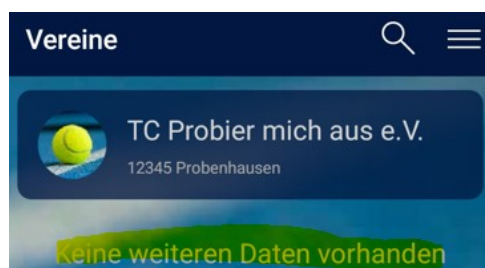 Vereine
TC Probier mich aus e.V.
12345 Probenhausen
Keine weiteren Daten vorhanden